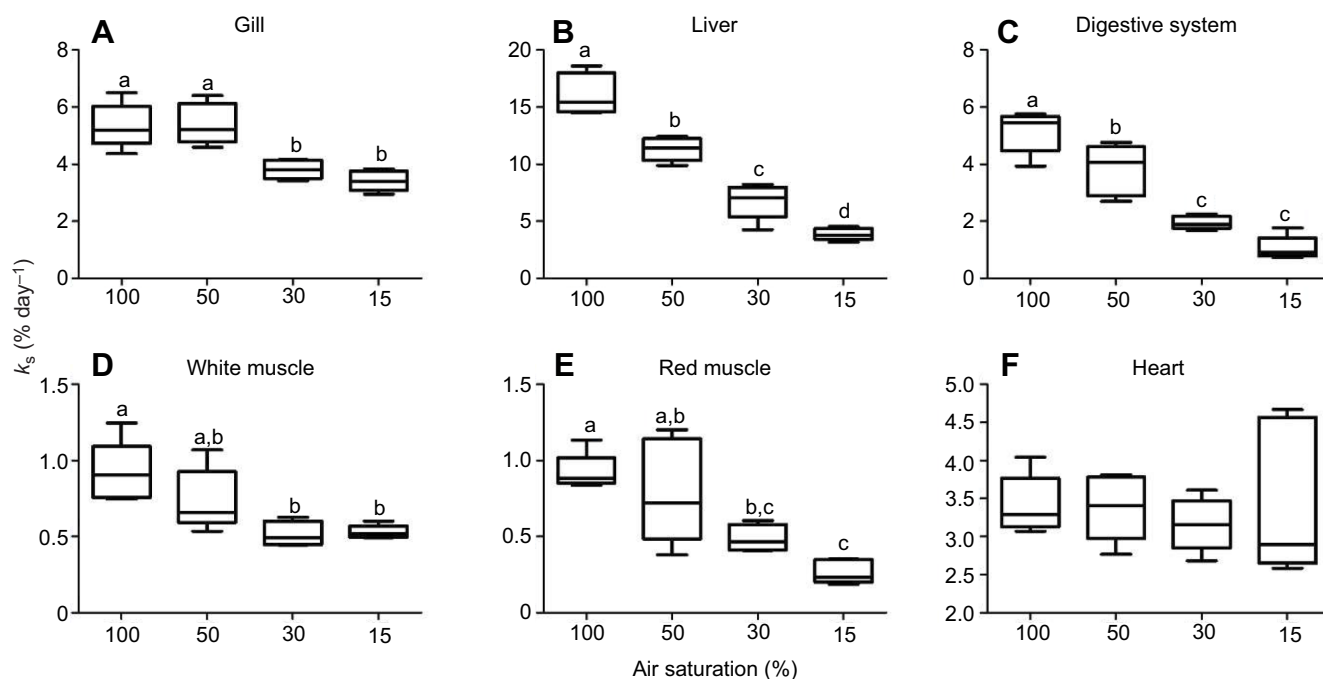 A Gill
8
6
4
2
0
a
a
b
b
100 50 30 15
B Liver
20
15
10
5
0
a
b
c
d
100 50 30 15
C Digestive system
8
6
4
2
0
a
b
c
c
100 50 30 15
kₛ (% day⁻¹)
D White muscle
1.5
1.0
0.5
0
a
a,b
b
b
100 50 30 15
E Red muscle
1.5
1.0
0.5
0
a
a,b
b,c
c
100 50 30 15
F Heart
5.0
4.5
4.0
3.5
3.0
2.5
2.0
100 50 30 15
Air saturation (%)